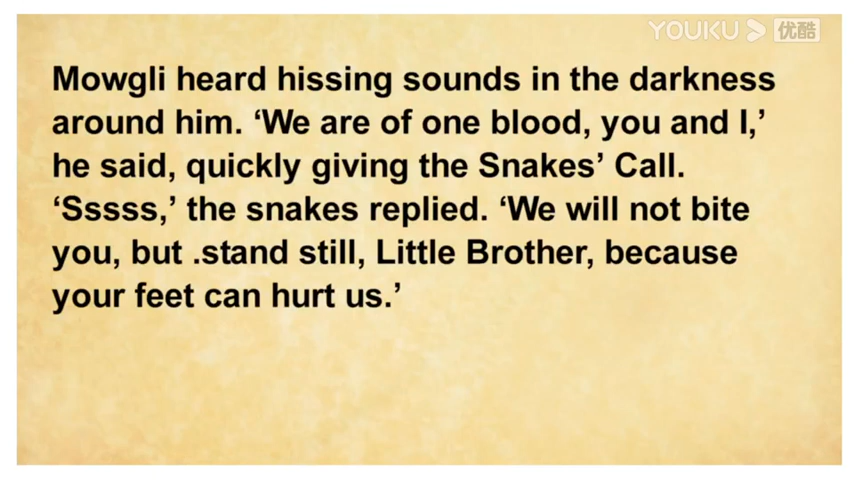 YOUKU 优酷
Mowgli heard hissing sounds in the darkness
around him. ‘We are of one blood, you and I,’
he said, quickly giving the Snakes’ Call.
‘Sssss,’ the snakes replied. ‘We will not bite
you, but .stand still, Little Brother, because
your feet can hurt us.’